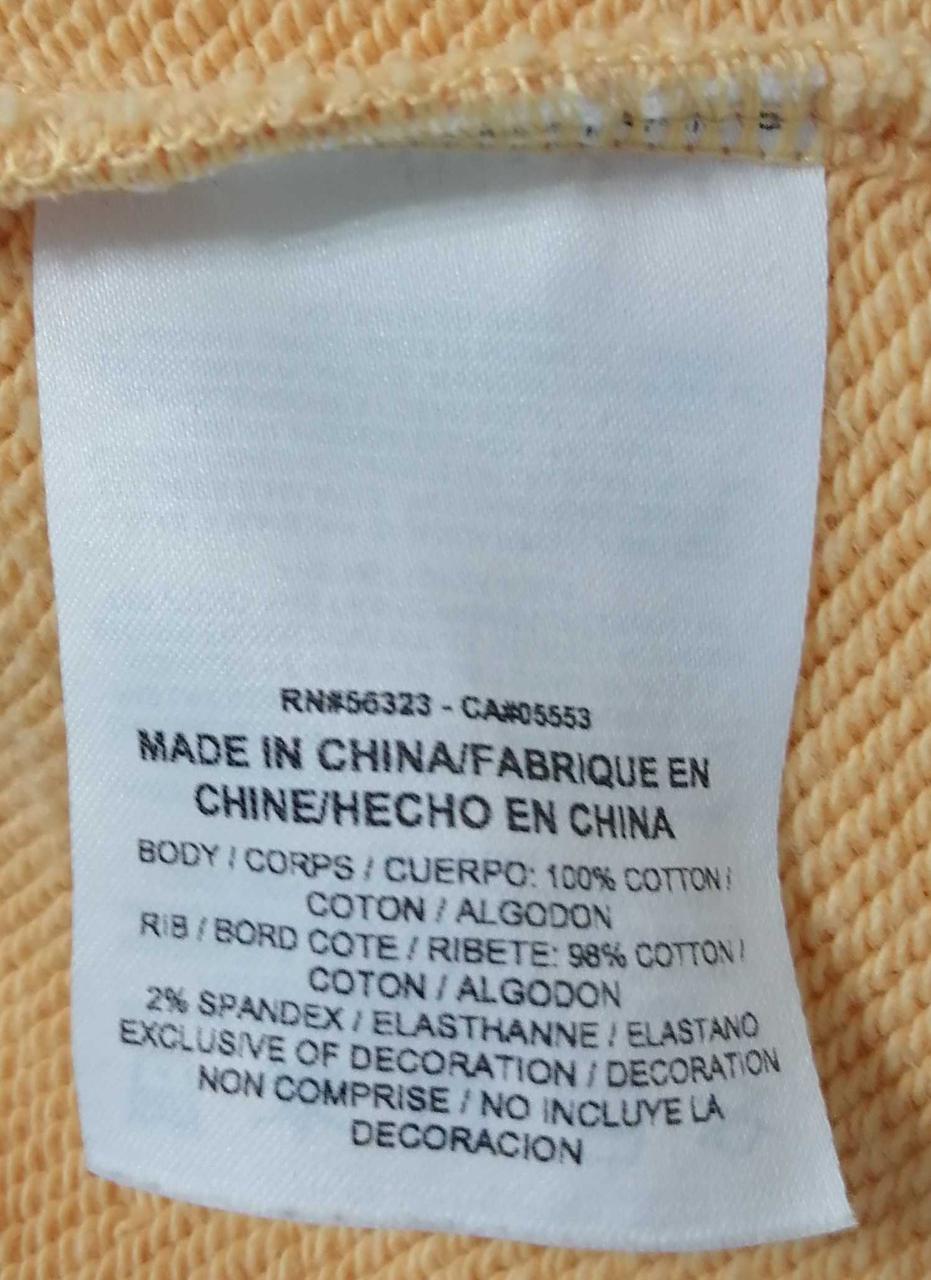 RN#56323 - CA#05553
MADE IN CHINA/FABRIQUE EN
CHINE/HECHO EN CHINA
BODY / CORPS / CUERPO: 100% COTTON /
COTON / ALGODON
RIB / BORD COTE / RIBETE: 98% COTTON /
COTON / ALGODON
2% SPANDEX / ELASTHANNE / ELASTANO
EXCLUSIVE OF DECORATION / DECORATION
NON COMPRISE / NO INCLUYE LA
DECORACION